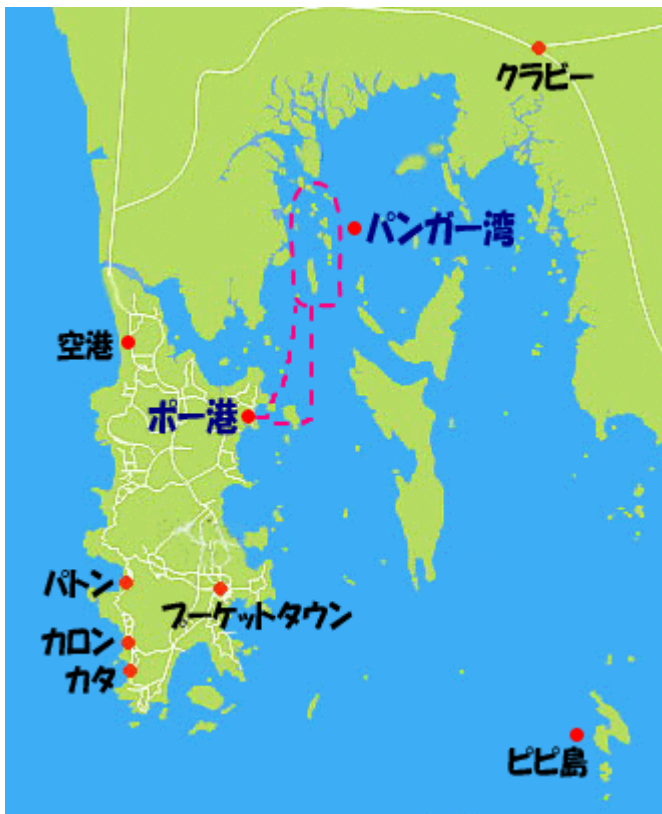 クラビー
パンガー湾
空港
ポー港
パトン
プーケットタウン
カロン
カタ
ピピ島